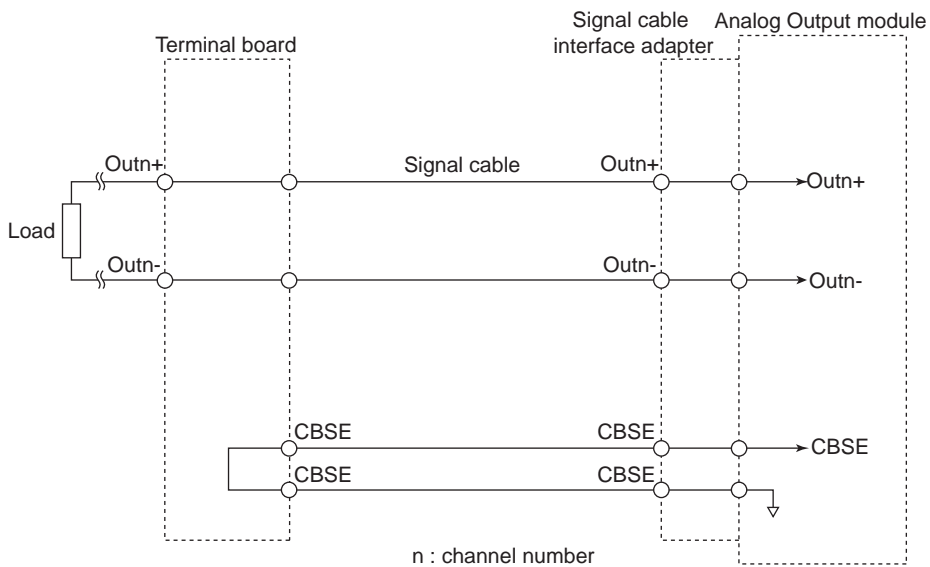 Terminal board
Signal cable
interface adapter
Analog Output module
Outn+
Signal cable
Outn+
Outn+
Load
Outn-
Outn-
Outn-
CBSE
CBSE
CBSE
CBSE
CBSE
n : channel number